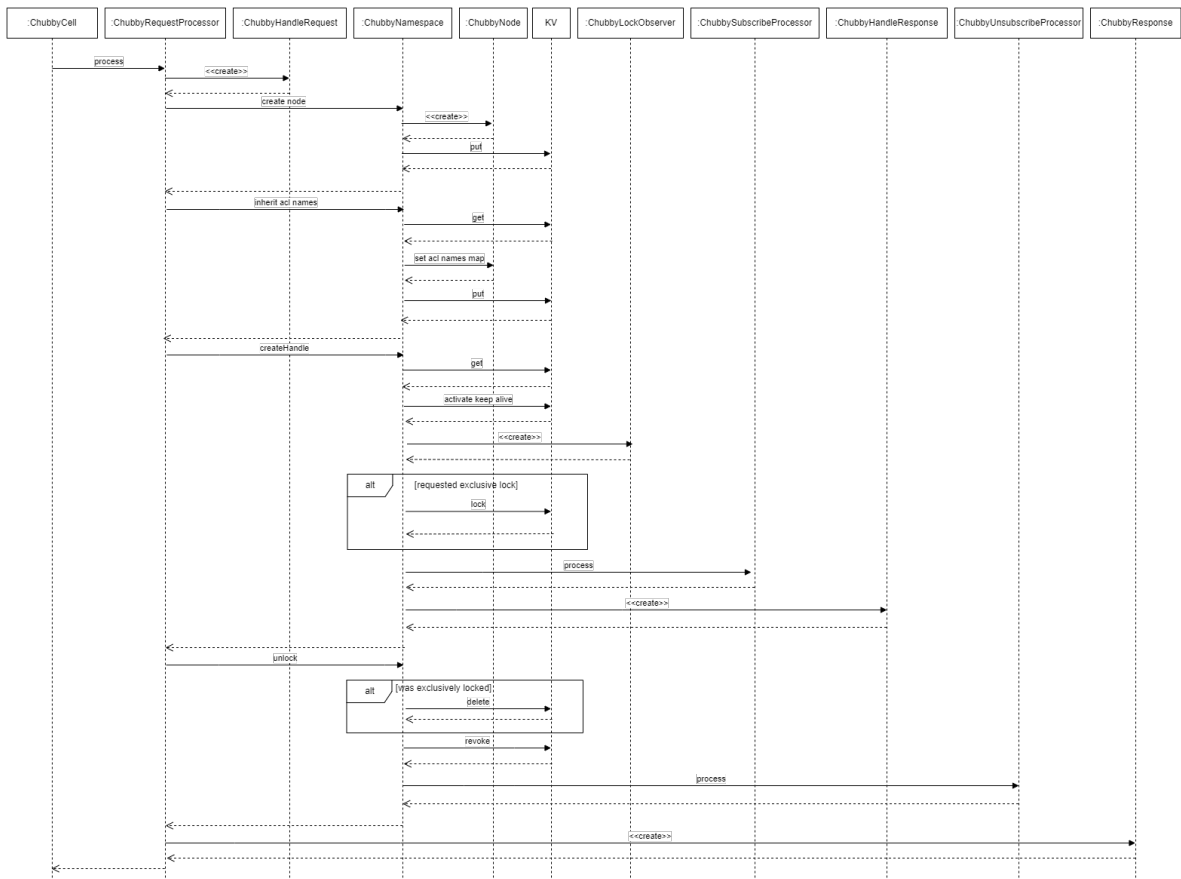 :ChubbyCell
:ChubbyRequestProcessor
:ChubbyHandleRequest
:ChubbyNamespace
:ChubbyNode
KV
:ChubbyLockObserver
:ChubbySubscribeProcessor
:ChubbyHandleResponse
:ChubbyUnsubscribeProcessor
:ChubbyResponse
process
<<create>>
create node
<<create>>
put
inherit acl names
get
set acl names map
put
createHandle
get
activate keep alive
<<create>>
alt [requested exclusive lock]
lock
process
<<create>>
unlock
alt [was exclusively locked]
delete
revoke
process
<<create>>